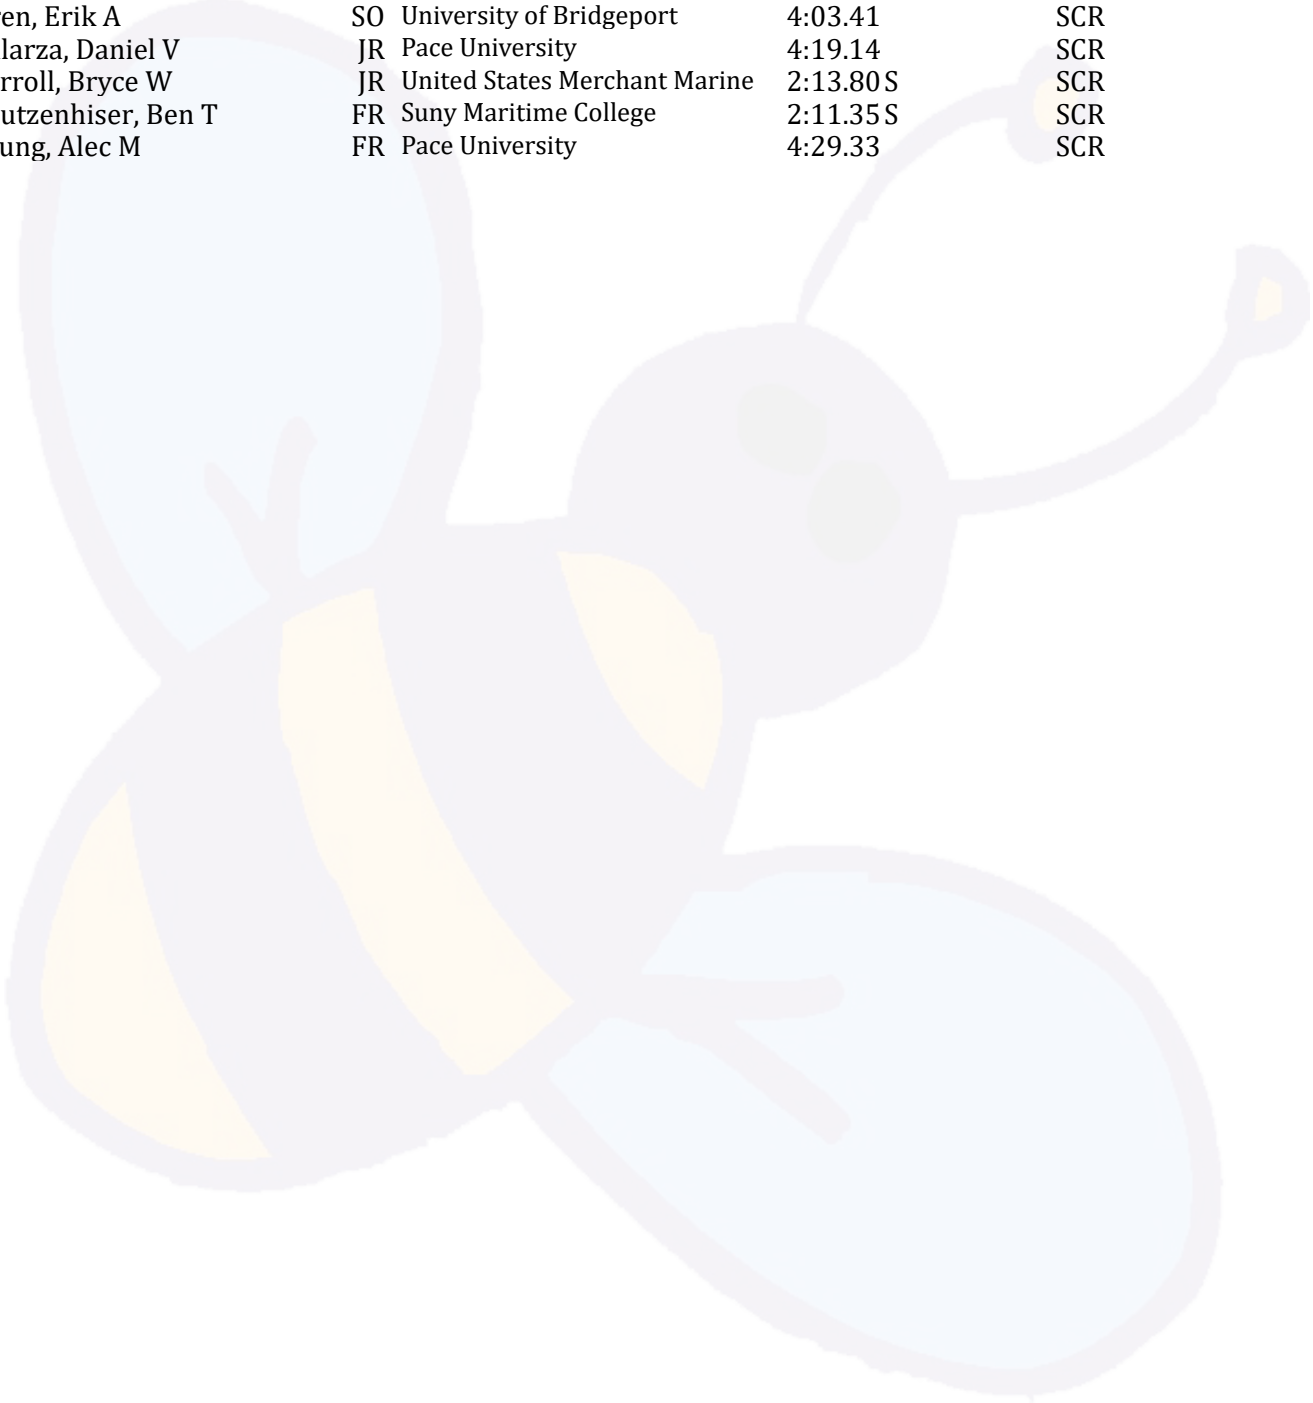 en, Erik A SO University of Bridgeport 4:03.41 SCR
larza, Daniel V JR Pace University 4:19.14 SCR
rroll, Bryce W JR United States Merchant Marine 2:13.80 S SCR
utzenhiser, Ben T FR Suny Maritime College 2:11.35 S SCR
ung, Alec M FR Pace University 4:29.33 SCR